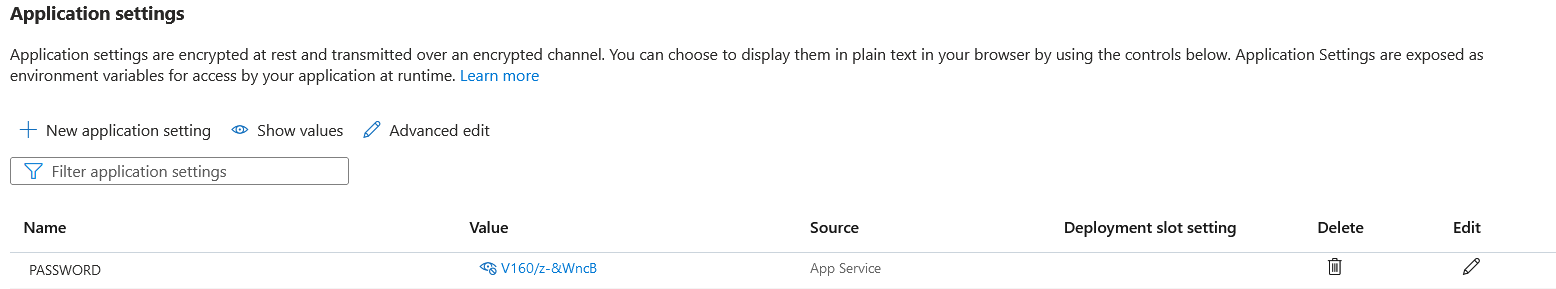 Application settings
Application settings are encrypted at rest and transmitted over an encrypted channel. You can choose to display them in plain text in your browser by using the controls below. Application Settings are exposed as
environment variables for access by your application at runtime. Learn more
New application setting Show values Advanced edit
Filter application settings
Name Value Source Deployment slot setting Delete Edit
PASSWORD V160/z-&WncB App Service